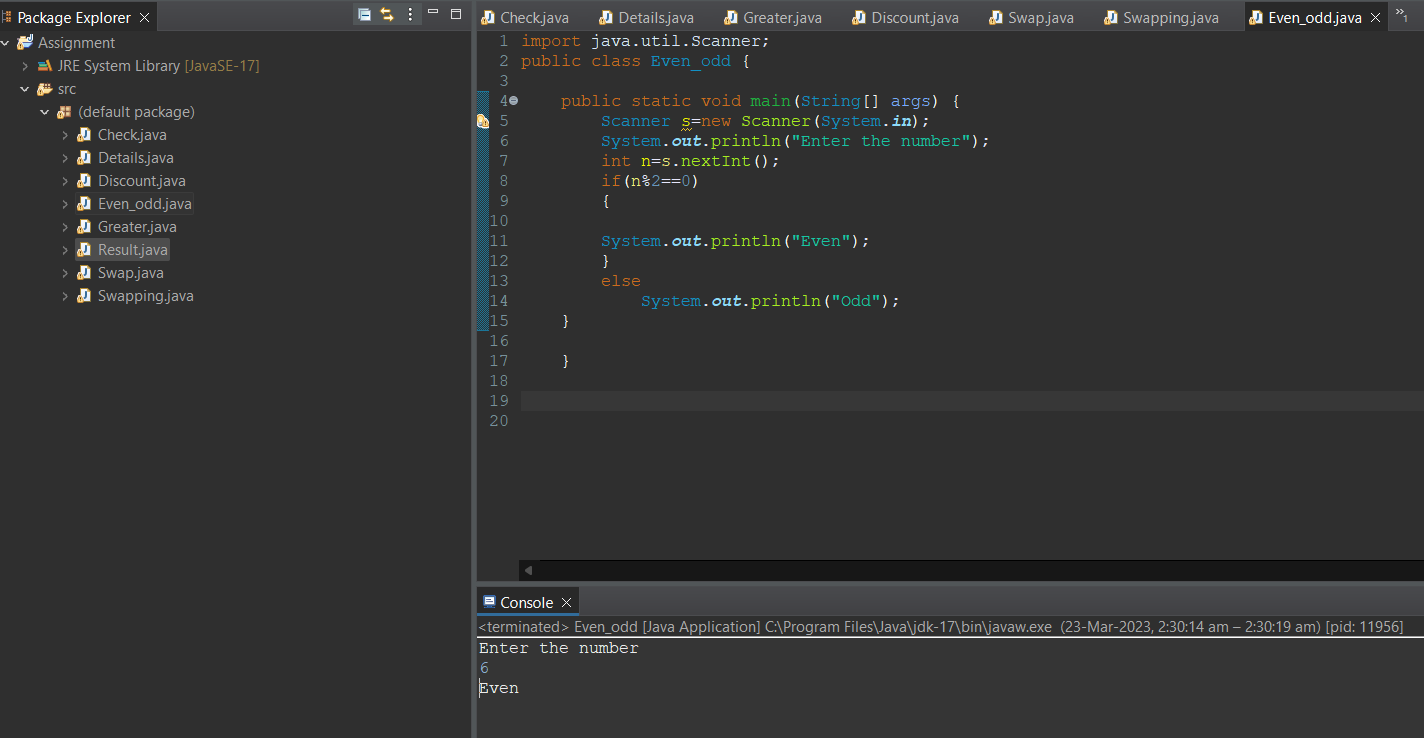 Package Explorer
Assignment
JRE System Library [JavaSE-17]
src
(default package)
Check.java
Details.java
Discount.java
Even_odd.java
Greater.java
Result.java
Swap.java
Swapping.java
Check.java Details.java Greater.java Discount.java Swap.java Swapping.java Even_odd.java »1
1 import java.util.Scanner;
2 public class Even_odd {
3
4 public static void main(String[] args) {
5 Scanner s=new Scanner(System.in);
6 System.out.println("Enter the number");
7 int n=s.nextInt();
8 if(n%2==0)
9 {
10
11 System.out.println("Even");
12 }
13 else
14 System.out.println("Odd");
15 }
16
17 }
18
19
20
Console
<terminated> Even_odd [Java Application] C:\Program Files\Java\jdk-17\bin\javaw.exe (23-Mar-2023, 2:30:14 am – 2:30:19 am) [pid: 11956]
Enter the number
6
Even